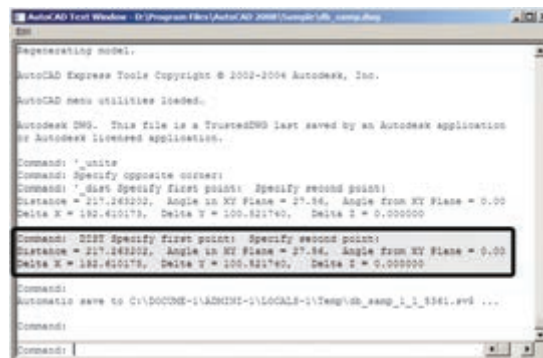 AutoCAD Text Window - D:\Program Files\AutoCAD 2008\Sample\db_samp.dwg
Edit
Regenerating model.
AutoCAD Express Tools Copyright © 2002-2004 Autodesk, Inc.
AutoCAD menu utilities loaded.
Autodesk DWG. This file is a TrustedDWG last saved by an Autodesk application
or Autodesk licensed application.
Command: '_units
Command: Specify opposite corner:
Command: '_dist Specify first point: Specify second point:
Distance = 217.263202, Angle in XY Plane = 27.56, Angle from XY Plane = 0.00
Delta X = 192.610173, Delta Y = 100.521740, Delta Z = 0.000000
Command: DIST Specify first point: Specify second point:
Distance = 217.263202, Angle in XY Plane = 27.56, Angle from XY Plane = 0.00
Delta X = 192.610173, Delta Y = 100.521740, Delta Z = 0.000000
Command:
Automatic save to C:\DOCUME~1\ADMINI~1\LOCALS~1\Temp\db_samp_1_1_5361.sv$ ...
Command:
Command: